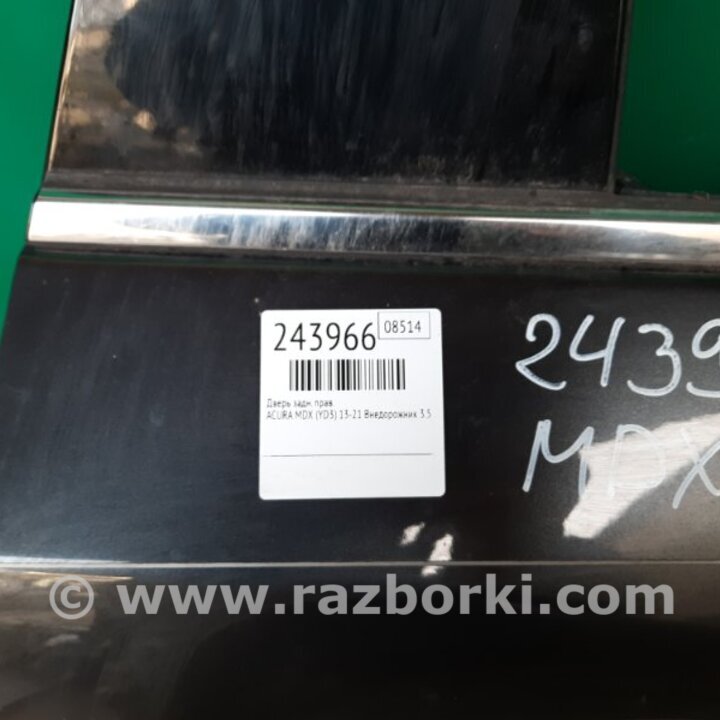 243966 08514
Дверь задн. прав.
ACURA MDX (YD3) 13-21 Внедорожник 3.5
2439
MDX
© www.razborki.com